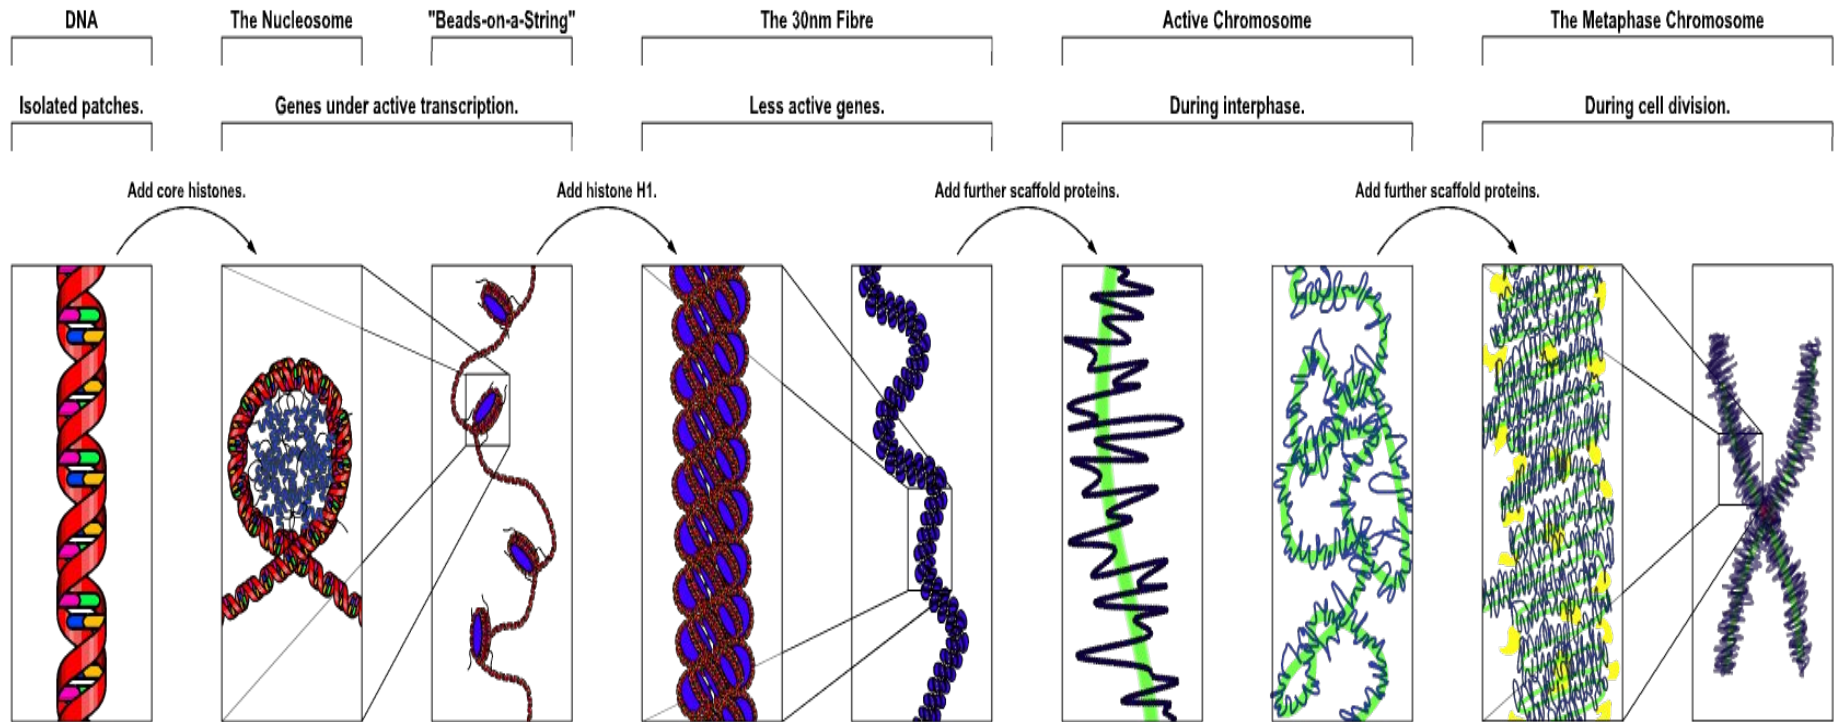 DNA
The Nucleosome
"Beads-on-a-String"
The 30nm Fibre
Active Chromosome
The Metaphase Chromosome
Isolated patches.
Genes under active transcription.
Less active genes.
During interphase.
During cell division.
Add core histones.
Add histone H1.
Add further scaffold proteins.
Add further scaffold proteins.